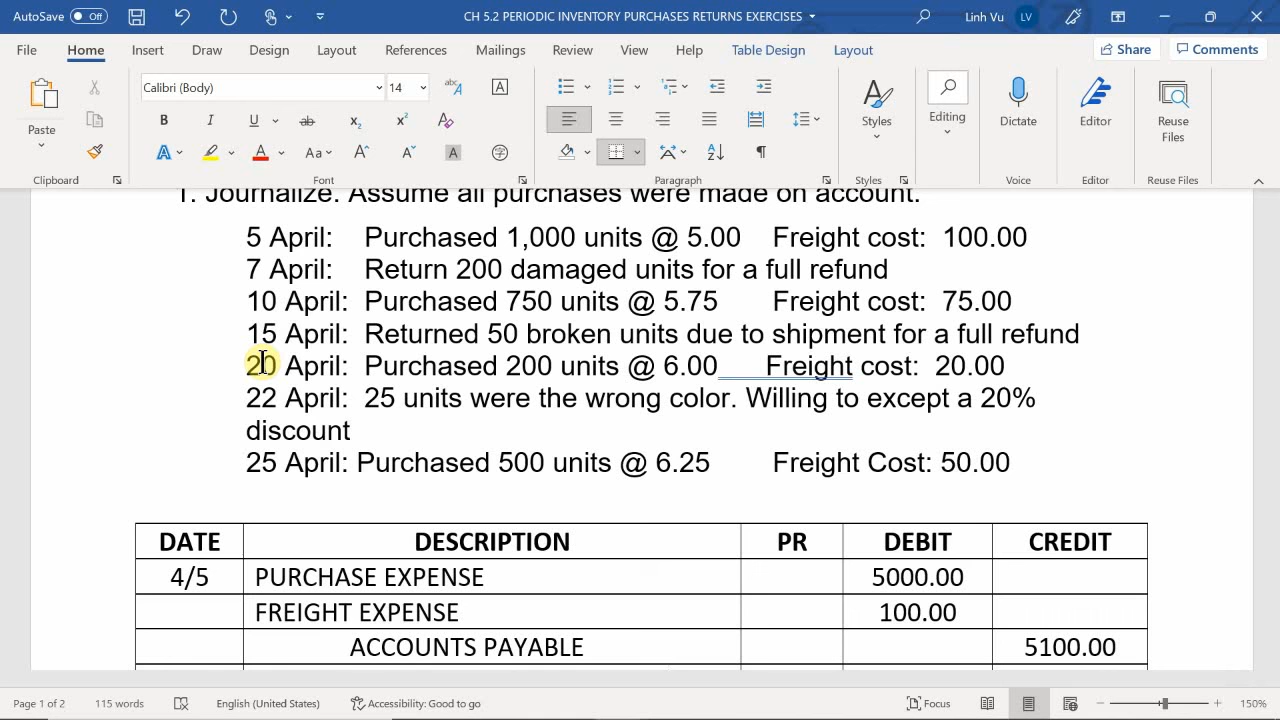 AutoSave Off CH 5.2 PERIODIC INVENTORY PURCHASES RETURNS EXERCISES Linh Vu LV
File Home Insert Draw Design Layout References Mailings Review View Help Table Design Layout Share Comments
Calibri (Body) 14
Paste Styles Editing Dictate Editor Reuse Files
Clipboard Font Paragraph Styles Voice Editor Reuse Files
1. Journalize. Assume all purchases were made on account.
5 April: Purchased 1,000 units @ 5.00 Freight cost: 100.00
7 April: Return 200 damaged units for a full refund
10 April: Purchased 750 units @ 5.75 Freight cost: 75.00
15 April: Returned 50 broken units due to shipment for a full refund
20 April: Purchased 200 units @ 6.00 Freight cost: 20.00
22 April: 25 units were the wrong color. Willing to except a 20%
discount
25 April: Purchased 500 units @ 6.25 Freight Cost: 50.00
DATE DESCRIPTION PR DEBIT CREDIT
4/5 PURCHASE EXPENSE 5000.00
FREIGHT EXPENSE 100.00
ACCOUNTS PAYABLE 5100.00
Page 1 of 2 115 words English (United States) Accessibility: Good to go Focus 150%